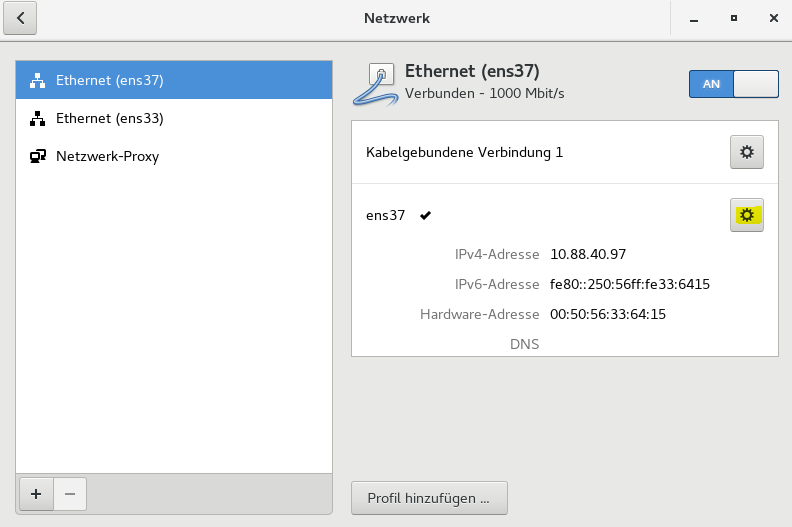 Netzwerk
Ethernet (ens37)
Ethernet (ens33)
Netzwerk-Proxy
Ethernet (ens37)
Verbunden - 1000 Mbit/s
AN
Kabelgebundene Verbindung 1
ens37
IPv4-Adresse 10.88.40.97
IPv6-Adresse fe80::250:56ff:fe33:6415
Hardware-Adresse 00:50:56:33:64:15
DNS
Profil hinzufügen ...